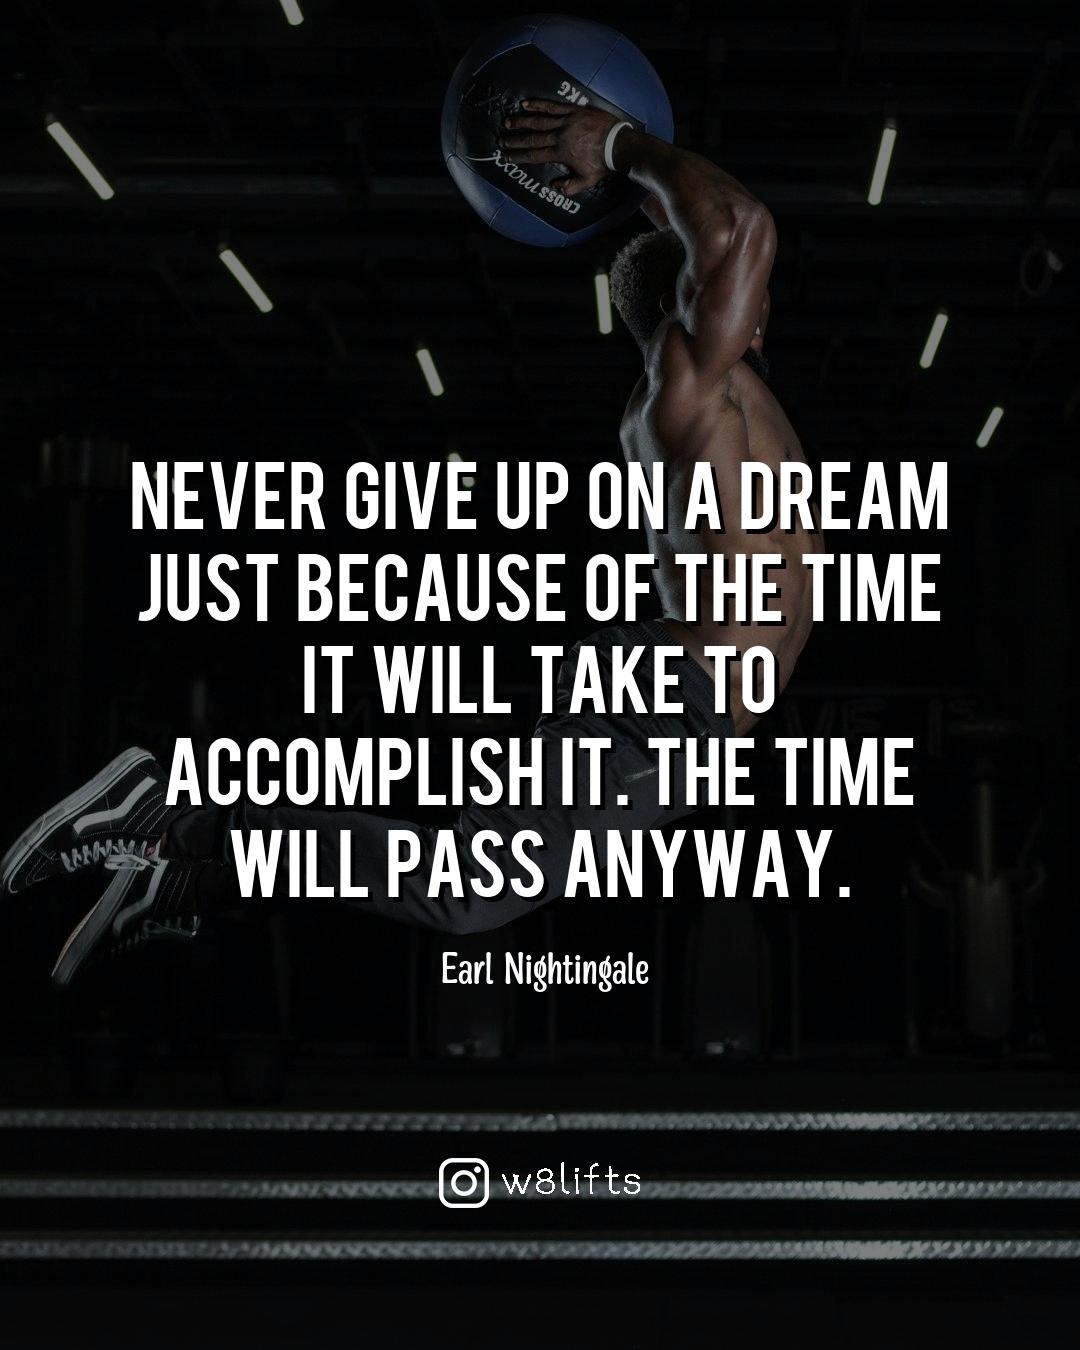 CROSSmaxx
NEVER GIVE UP ON A DREAM
JUST BECAUSE OF THE TIME
IT WILL TAKE TO
ACCOMPLISH IT. THE TIME
WILL PASS ANYWAY.
Earl Nightingale
w8lifts